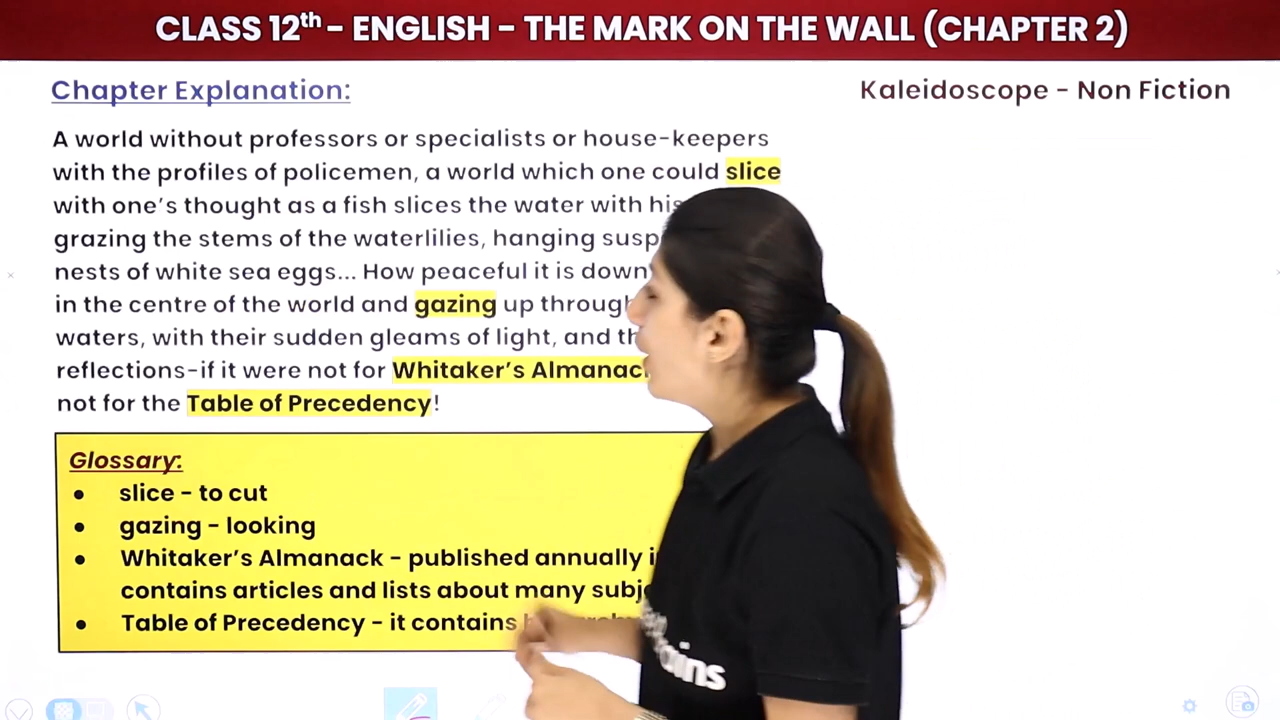 CLASS 12th - ENGLISH - THE MARK ON THE WALL (CHAPTER 2)
Chapter Explanation:
Kaleidoscope - Non Fiction
A world without professors or specialists or house-keepers
with the profiles of policemen, a world which one could slice
with one's thought as a fish slices the water with his
grazing the stems of the waterlilies, hanging
nests of white sea eggs... How peaceful it is down
in the centre of the world and gazing up through
waters, with their sudden gleams of light, and
reflections-if it were not for Whitaker's
not for the Table of Precedency!
Glossary:
• slice - to cut
• gazing - looking
• Whitaker's Almanack - published annually
contains articles and lists about many
• Table of Precedency - it contains